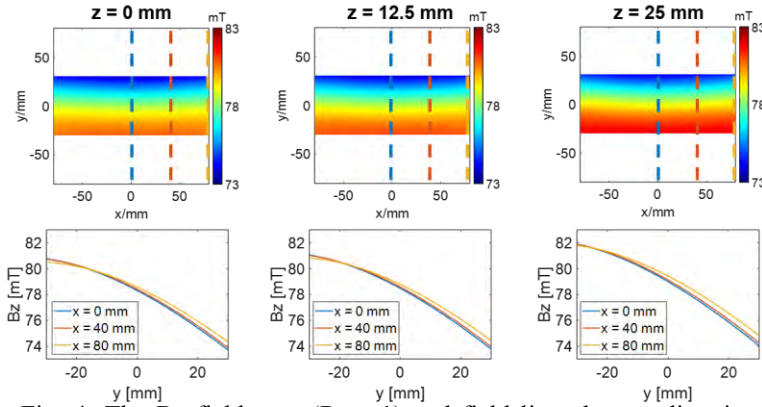 z = 0 mm
z = 12.5 mm
z = 25 mm
mT
83
78
73
y/mm
50
0
-50
-50
0
50
x/mm
mT
83
78
73
y/mm
50
0
-50
-50
0
50
x/mm
mT
83
78
73
y/mm
50
0
-50
-50
0
50
x/mm
Bz [mT]
82
80
78
76
74
x = 0 mm
x = 40 mm
x = 80 mm
-20
0
20
y [mm]
Bz [mT]
82
80
78
76
74
x = 0 mm
x = 40 mm
x = 80 mm
-20
0
20
y [mm]
Bz [mT]
82
80
78
76
74
x = 0 mm
x = 40 mm
x = 80 mm
-20
0
20
y [mm]